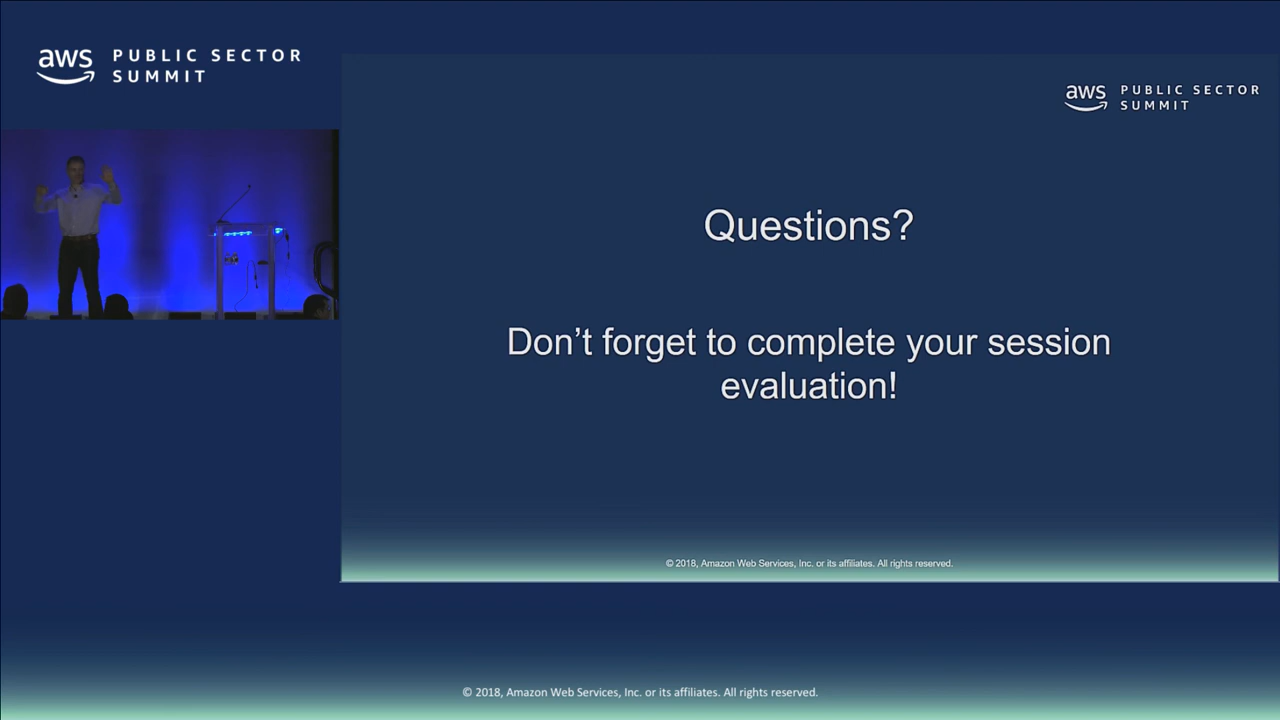 aws PUBLIC SECTOR
SUMMIT
aws PUBLIC SECTOR
SUMMIT
Questions?
Don’t forget to complete your session
evaluation!
© 2018, Amazon Web Services, Inc. or its affiliates. All rights reserved.
© 2018, Amazon Web Services, Inc. or its affiliates. All rights reserved.